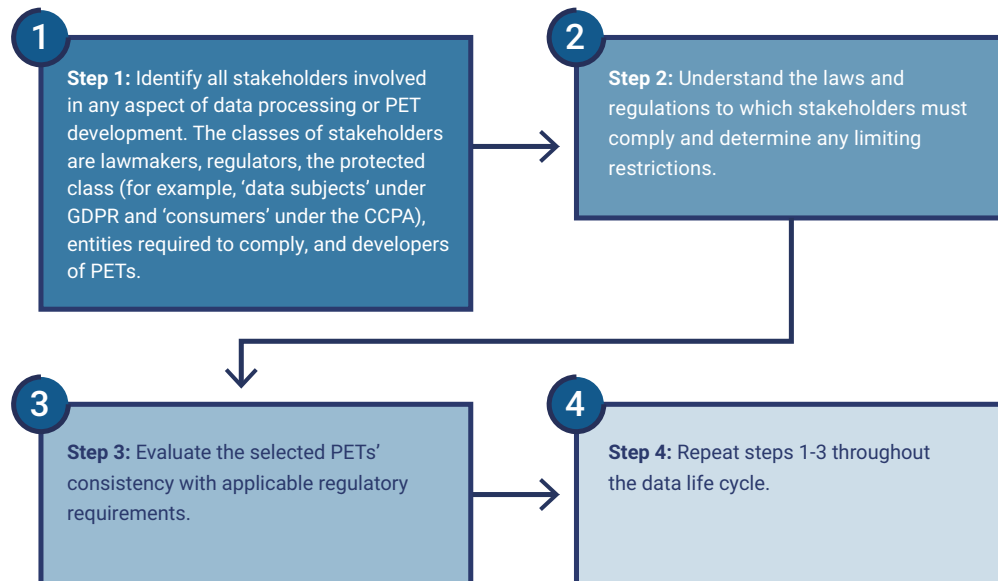 1
Step 1: Identify all stakeholders involved
in any aspect of data processing or PET
development. The classes of stakeholders
are lawmakers, regulators, the protected
class (for example, ‘data subjects’ under
GDPR and ‘consumers’ under the CCPA),
entities required to comply, and developers
of PETs.
2
Step 2: Understand the laws and
regulations to which stakeholders must
comply and determine any limiting
restrictions.
3
Step 3: Evaluate the selected PETs’
consistency with applicable regulatory
requirements.
4
Step 4: Repeat steps 1-3 throughout
the data life cycle.